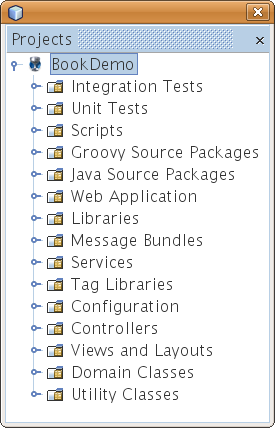 Projects
BookDemo
Integration Tests
Unit Tests
Scripts
Groovy Source Packages
Java Source Packages
Web Application
Libraries
Message Bundles
Services
Tag Libraries
Configuration
Controllers
Views and Layouts
Domain Classes
Utility Classes